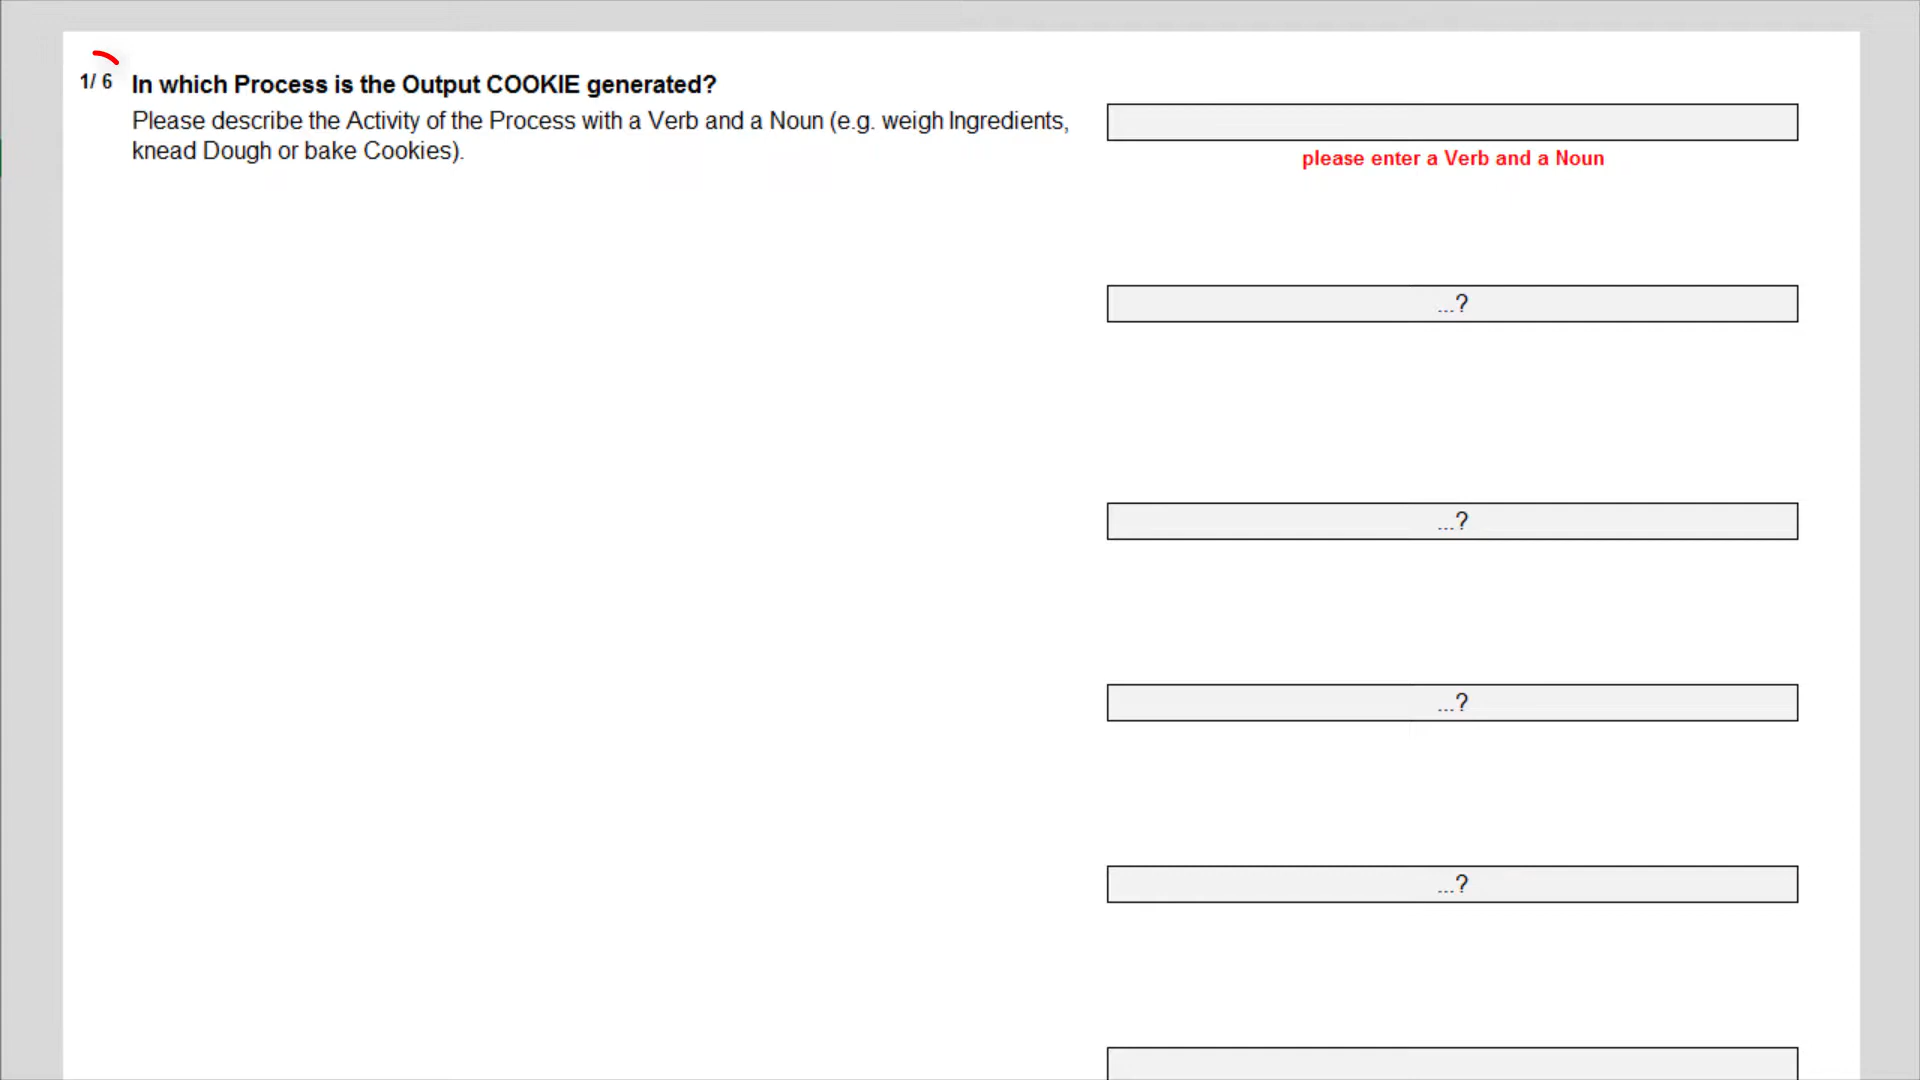 1/ 6 In which Process is the Output COOKIE generated?
Please describe the Activity of the Process with a Verb and a Noun (e.g. weigh Ingredients,
knead Dough or bake Cookies).
please enter a Verb and a Noun
...?
...?
...?
...?